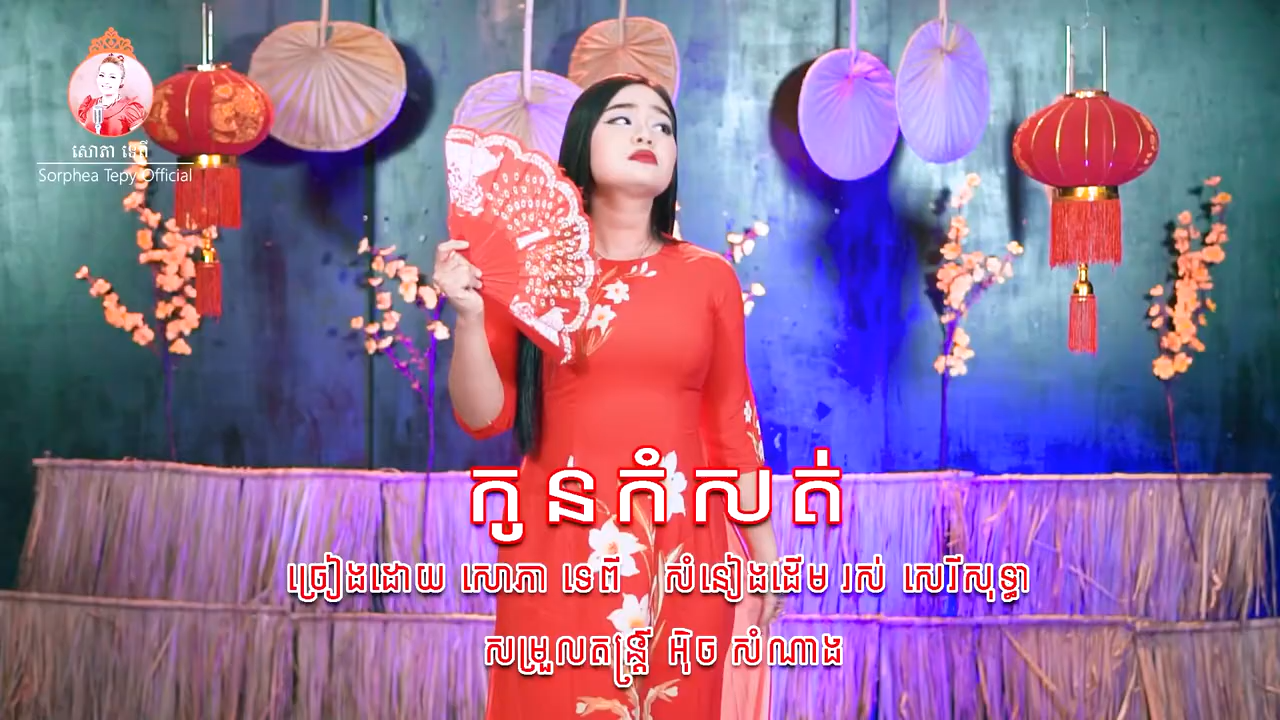 សោភា ទេពី
Sorphea Tepy Official
កូនកំសត់
ច្រៀងដោយ សោភា ទេពី សំនៀងដើម រស់ សេរីសុទ្ធា
សម្រួលតន្ត្រី អ៊ិច សំណាង